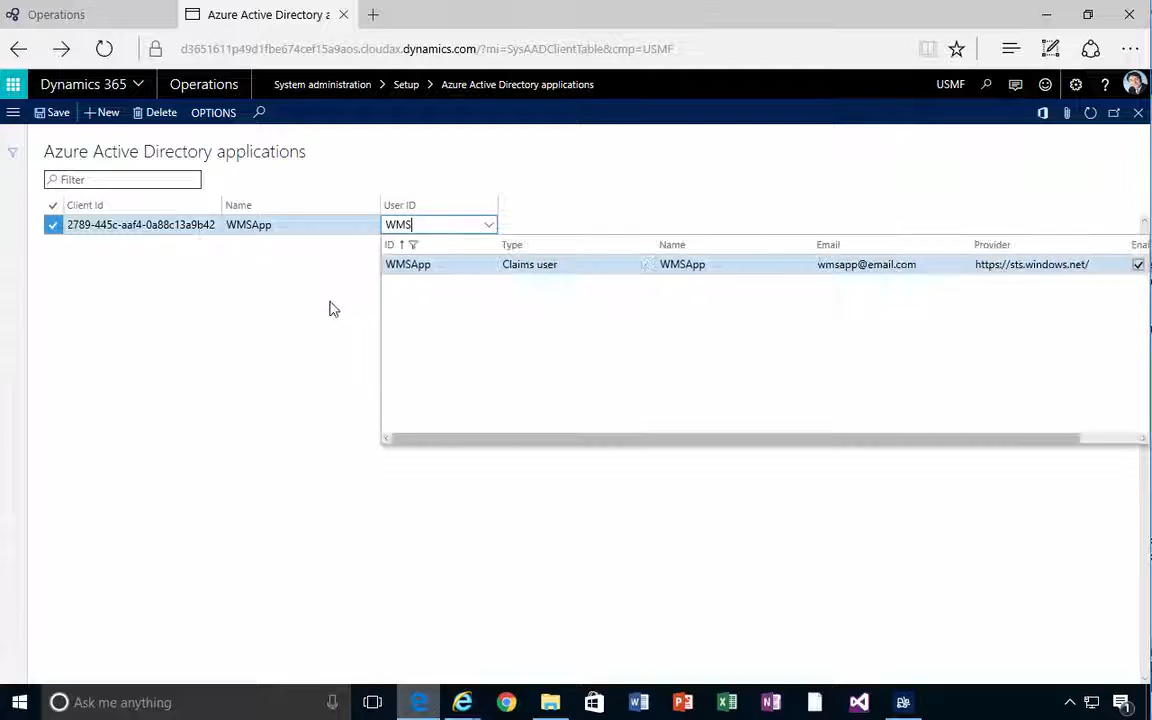 Operations
Azure Active Directory a
d3651611p49d1fbe674cef15a9aos.cloudax.dynamics.com/?mi=SysAADClientTable&cmp=USMF
Dynamics 365
Operations
System administration > Setup > Azure Active Directory applications
USMF
Save
New
Delete
OPTIONS
Azure Active Directory applications
Filter
Client Id Name User ID
2789-445c-aaf4-0a88c13a9b42 WMSApp WMS
ID Type Name Email Provider Enal
WMSApp Claims user WMSApp wmsapp@email.com https://sts.windows.net/
Ask me anything
1